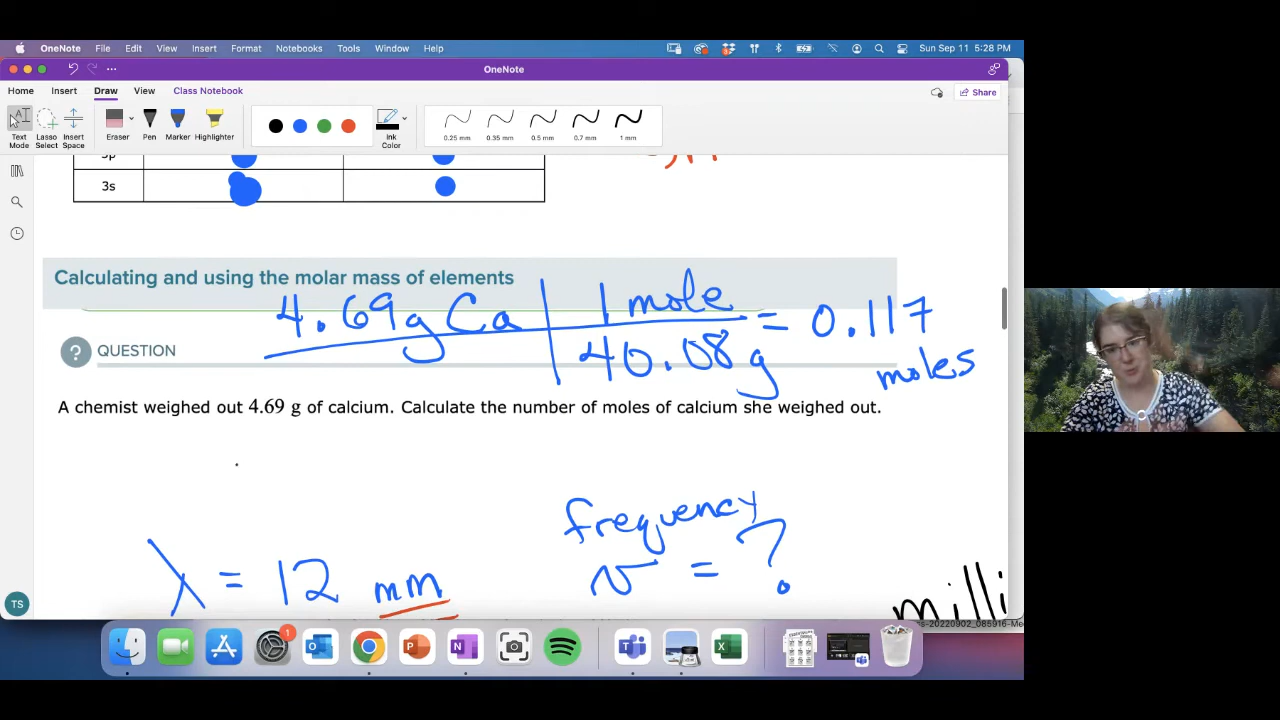 OneNote File Edit View Insert Format Notebooks Tools Window Help Sun Sep 11 5:28 PM
OneNote
Home Insert Draw View Class Notebook Share
Text Mode Lasso Select Insert Space Eraser Pen Marker Highlighter Ink Color 0.25 mm 0.35 mm 0.5 mm 0.7 mm 1 mm
3p
3s
Calculating and using the molar mass of elements
4.69g Ca 1 mole = 0.117
40.08g moles
? QUESTION
A chemist weighed out 4.69 g of calcium. Calculate the number of moles of calcium she weighed out.
frequency
λ = 12 mm ν = ?
milli
TS
1